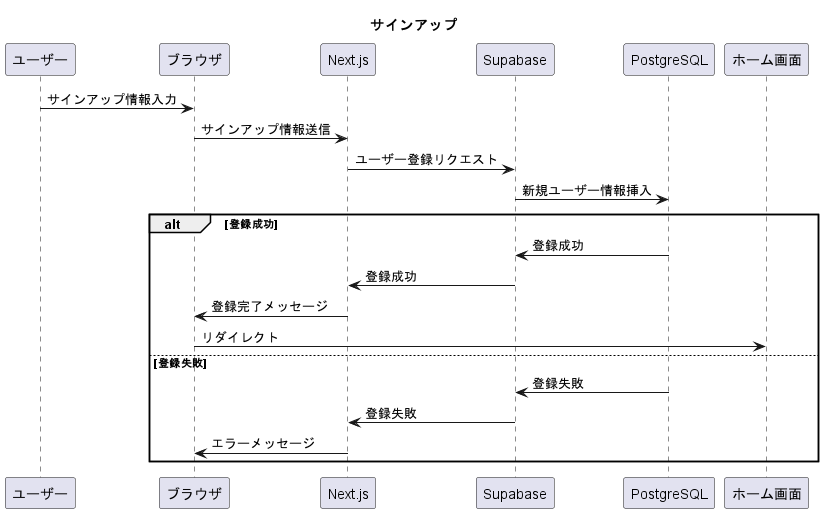 サインアップ
ユーザー ブラウザ Next.js Supabase PostgreSQL ホーム画面
サインアップ情報入力
サインアップ情報送信
ユーザー登録リクエスト
新規ユーザー情報挿入
alt [登録成功]
登録成功
登録成功
登録完了メッセージ
リダイレクト
[登録失敗]
登録失敗
登録失敗
エラーメッセージ
ユーザー ブラウザ Next.js Supabase PostgreSQL ホーム画面